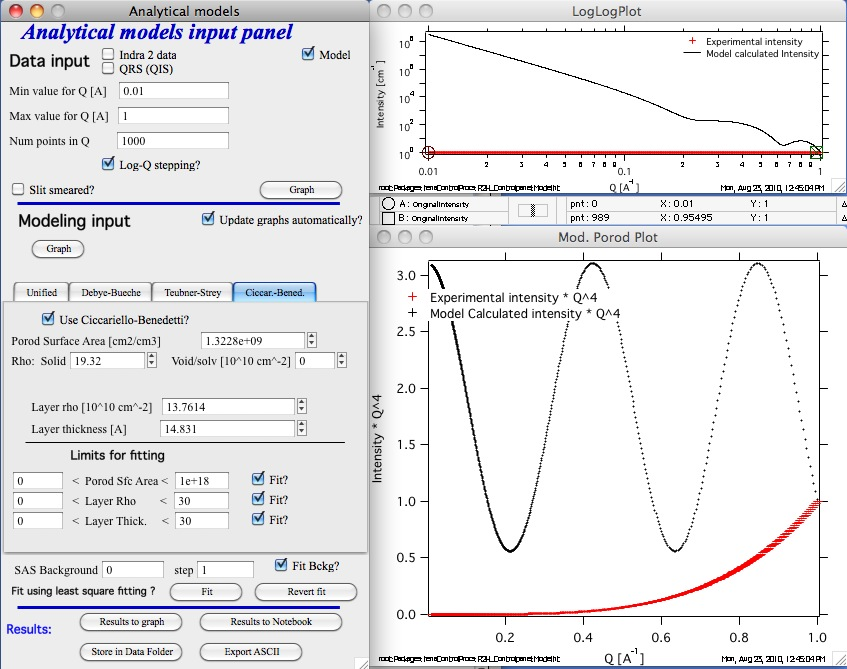 Analytical models
Analytical models input panel
Data input
Indra 2 data
QRS (QIS)
Model
Min value for Q [A]
0.01
Max value for Q [A]
1
Num points in Q
1000
Log-Q stepping?
Slit smeared?
Graph
Modeling input
Update graphs automatically?
Graph
Unified
Debye-Bueche
Teubner-Strey
Ciccar.-Bened.
Use Ciccariello-Benedetti?
Porod Surface Area [cm2/cm3]
1.3228e+09
Rho: Solid
19.32
Void/solv [10^10 cm^-2]
0
Layer rho [10^10 cm^-2]
13.7614
Layer thickness [A]
14.831
Limits for fitting
0 < Porod Sfc Area < 1e+18 Fit?
0 < Layer Rho < 30 Fit?
0 < Layer Thick. < 30 Fit?
SAS Background
0
step
1
Fit Bckg?
Fit using least square fitting ?
Fit
Revert fit
Results:
Results to graph
Results to Notebook
Store in Data Folder
Export ASCII
LogLogPlot
Experimental intensity
Model calculated Intensity
Intensity [cm-1]
10^8
10^6
10^4
10^2
10^0
0.01 2 3 4 5 6 7 8 9 0.1 2 3 4 5 6 7 8 9 1
Q [A-1]
Mon, Aug 23, 2010, 12:45:04 PM
A: OriginalIntensity
pnt: 0
X: 0.01
Y: 1
B: OriginalIntensity
pnt: 989
X: 0.95495
Y: 1
Mod. Porod Plot
Experimental intensity * Q^4
Model Calculated intensity * Q^4
Intensity * Q^4
3.0
2.5
2.0
1.5
1.0
0.5
0.0
0.2 0.4 0.6 0.8 1.0
Q [A-1]
Mon, Aug 23, 2010, 12:45:04 PM